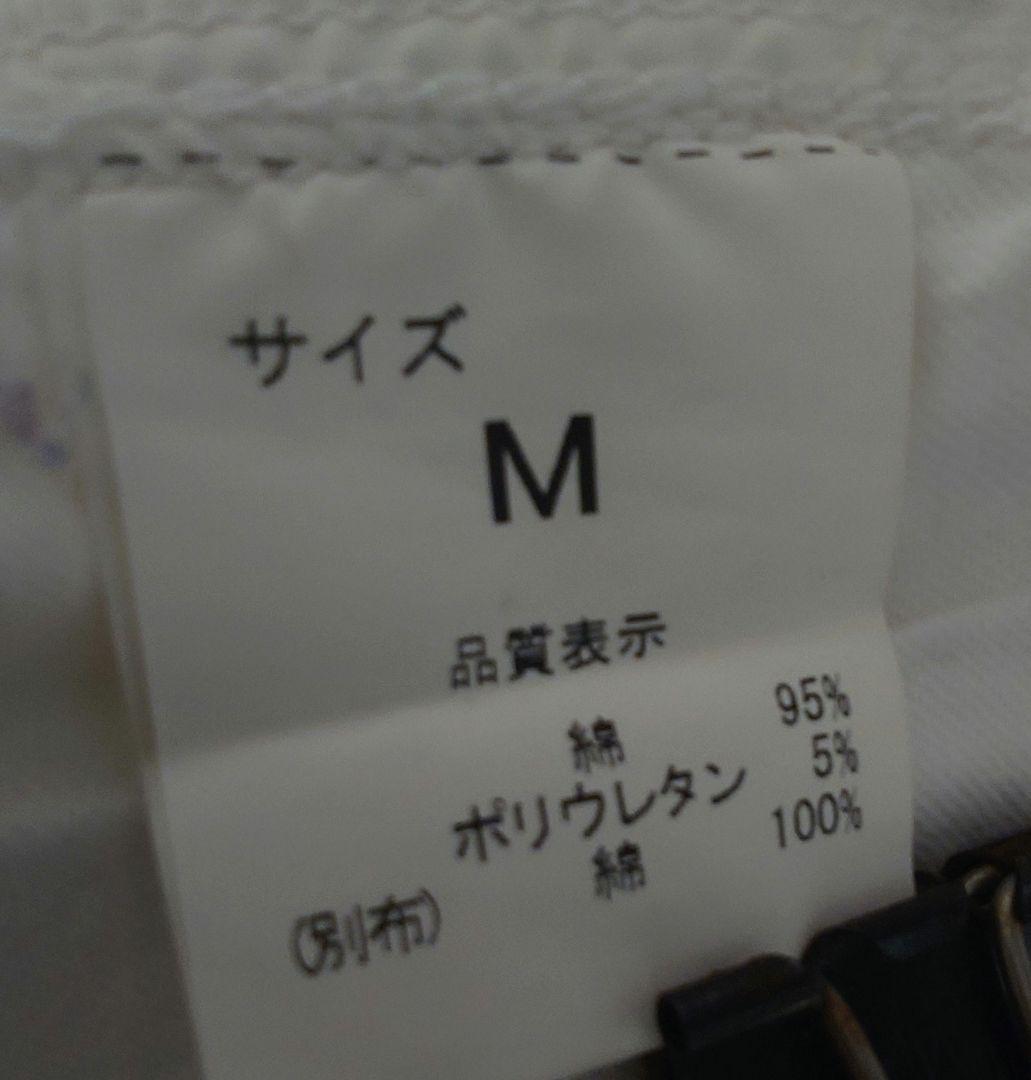 サイズ
M
品質表示
綿 95%
ポリウレタン 5%
(別布) 綿 100%